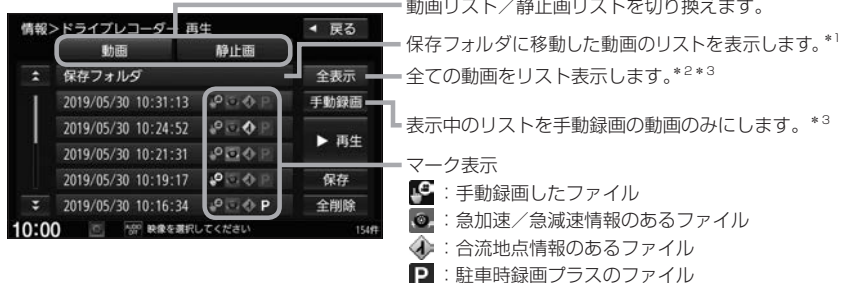 動画リスト／静止画リストを切り換えます。
情報>ドライブレコーダー 再生
◀ 戻る
動画
静止画
保存フォルダに移動した動画のリストを表示します。*1
保存フォルダ
全表示
全ての動画をリスト表示します。*2*3
2019/05/30 10:31:13
P
手動録画
2019/05/30 10:24:52
P
表示中のリストを手動録画の動画のみにします。*3
2019/05/30 10:21:31
P
▶ 再生
2019/05/30 10:19:17
P
保存
マーク表示
2019/05/30 10:16:34
P
全削除
：手動録画したファイル
10:00
AUDIO OFF
映像を選択してください
154件
：急加速／急減速情報のあるファイル
：合流地点情報のあるファイル
P：駐車時録画プラスのファイル